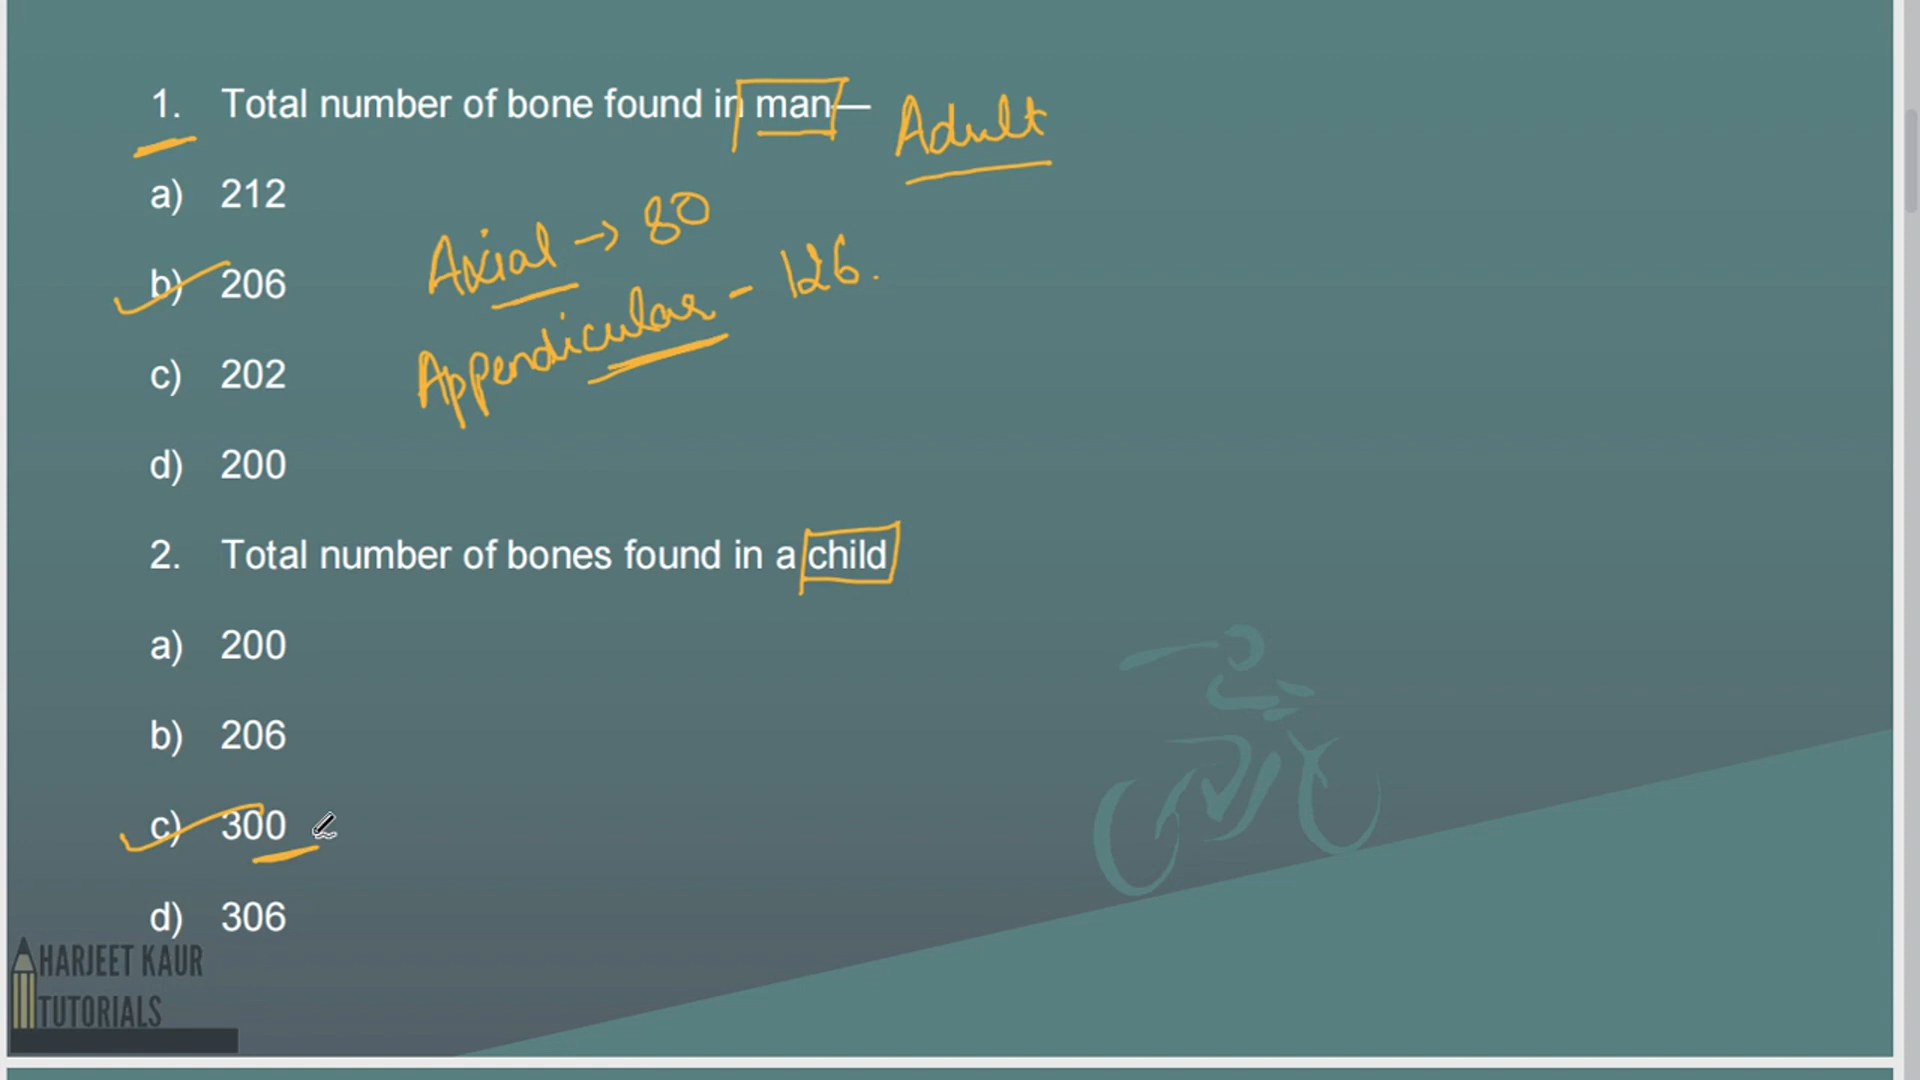 1. Total number of bone found in man— Adult
a) 212
Axial → 80
b) 206
Appendicular - 126.
c) 202
d) 200
2. Total number of bones found in a child
a) 200
b) 206
c) 300
d) 306
HARJEET KAUR
TUTORIALS